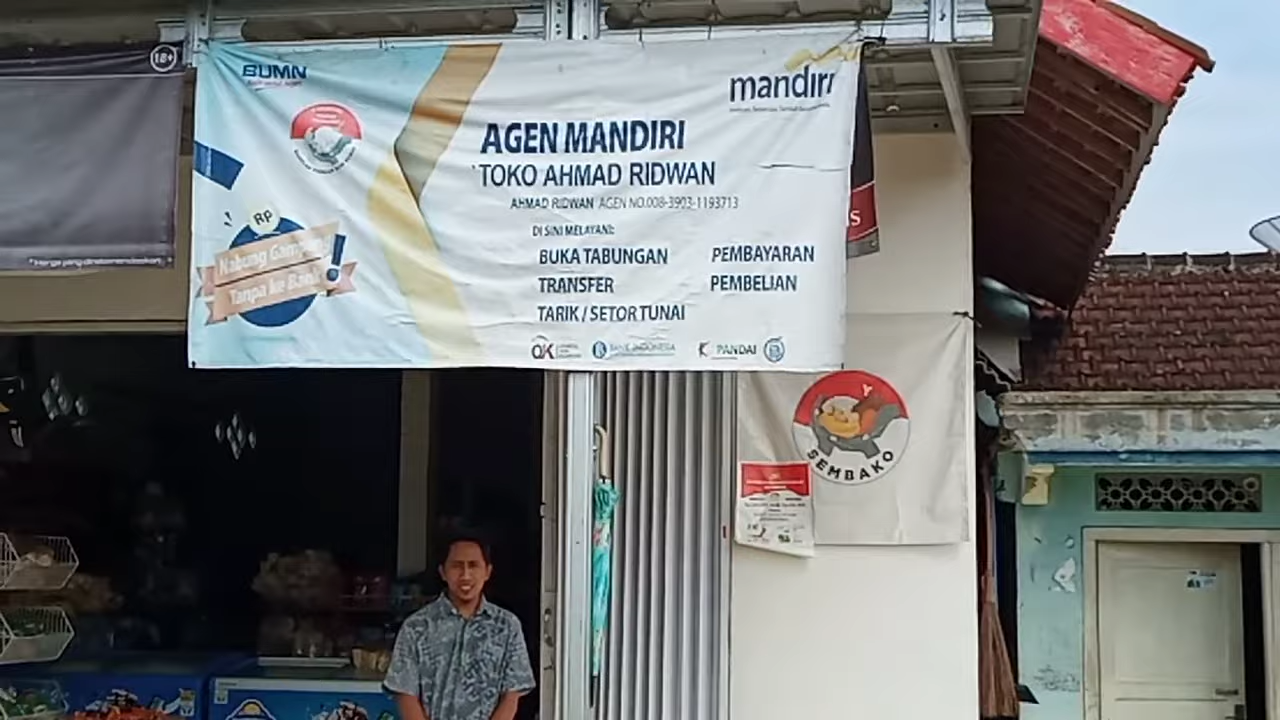 18+
BUMN
mandiri
AGEN MANDIRI
TOKO AHMAD RIDWAN
AHMAD RIDWAN AGEN NO.008-3903-1193713
DI SINI MELAYANI:
BUKA TABUNGAN PEMBAYARAN
TRANSFER PEMBELIAN
TARIK / SETOR TUNAI
Rp
Nabung Gampang
Tanpa ke Bank
BANK INDONESIA
PANDAI
SEMBAKO